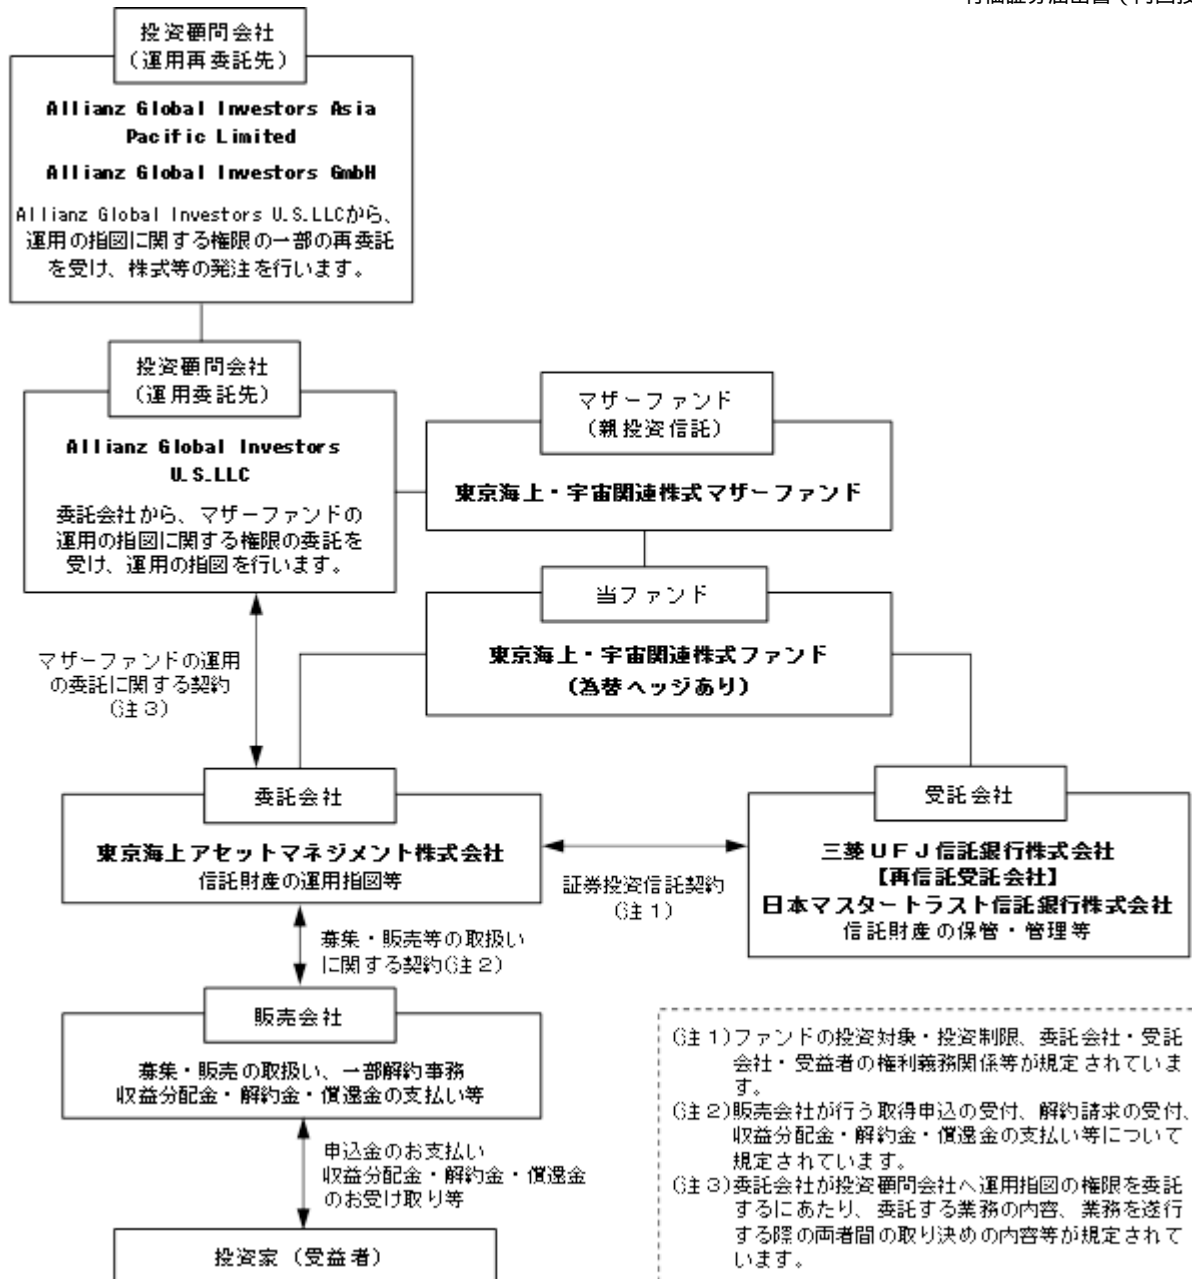 投資顧問会社
（運用再委託先）
Allianz Global Investors Asia
Pacific Limited
Allianz Global Investors GmbH
Allianz Global Investors U.S.LLCから、
運用の指図に関する権限の一部の再委託
を受け、株式等の発注を行います。
投資顧問会社
（運用委託先）
Allianz Global Investors
U.S.LLC
委託会社から、マザーファンドの
運用の指図に関する権限の委託を
受け、運用の指図を行います。
マザーファンド
（親投資信託）
東京海上・宇宙関連株式マザーファンド
当ファンド
東京海上・宇宙関連株式ファンド
（為替ヘッジあり）
マザーファンドの運用
の委託に関する契約
（注３）
委託会社
東京海上アセットマネジメント株式会社
信託財産の運用指図等
証券投資信託契約
（注１）
受託会社
三菱ＵＦＪ信託銀行株式会社
【再信託受託会社】
日本マスタートラスト信託銀行株式会社
信託財産の保管・管理等
募集・販売等の取扱い
に関する契約（注２）
販売会社
募集・販売の取扱い、一部解約事務
収益分配金・解約金・償還金の支払い等
申込金のお支払い
収益分配金・解約金・償還金
のお受け取り等
投資家（受益者）
（注１）ファンドの投資対象・投資制限、委託会社・受託
会社・受益者の権利義務関係等が規定されていま
す。
（注２）販売会社が行う取得申込の受付、解約請求の受付、
収益分配金・解約金・償還金の支払い等について
規定されています。
（注３）委託会社が投資顧問会社へ運用指図の権限を委託
するにあたり、委託する業務の内容、業務を遂行
する際の両者間の取り決めの内容等が規定されて
います。